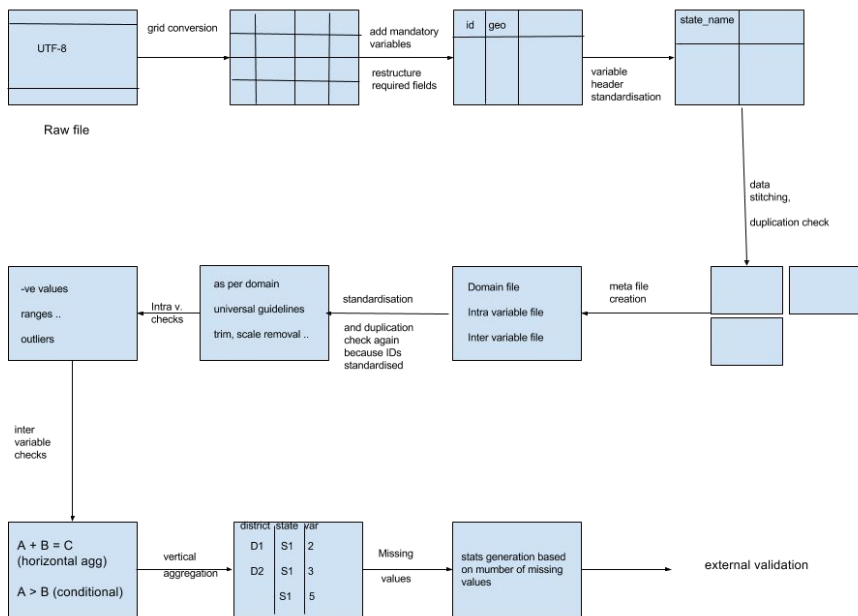 UTF-8
Raw file
grid conversion
add mandatory
variables
restructure
required fields
id geo
variable
header
standardisation
state_name
data
stitching,
duplication check
meta file
creation
Domain file
Intra variable file
Inter variable file
standardisation
and duplication
check again
because IDs
standardised
as per domain
universal guidelines
trim, scale removal ..
Intra v.
checks
-ve values
ranges ..
outliers
inter
variable
checks
A + B = C
(horizontal agg)
A > B (conditional)
vertical
aggregation
district state var
D1 S1 2
D2 S1 3
S1 5
Missing
values
stats generation based
on mumber of missing
values
external validation